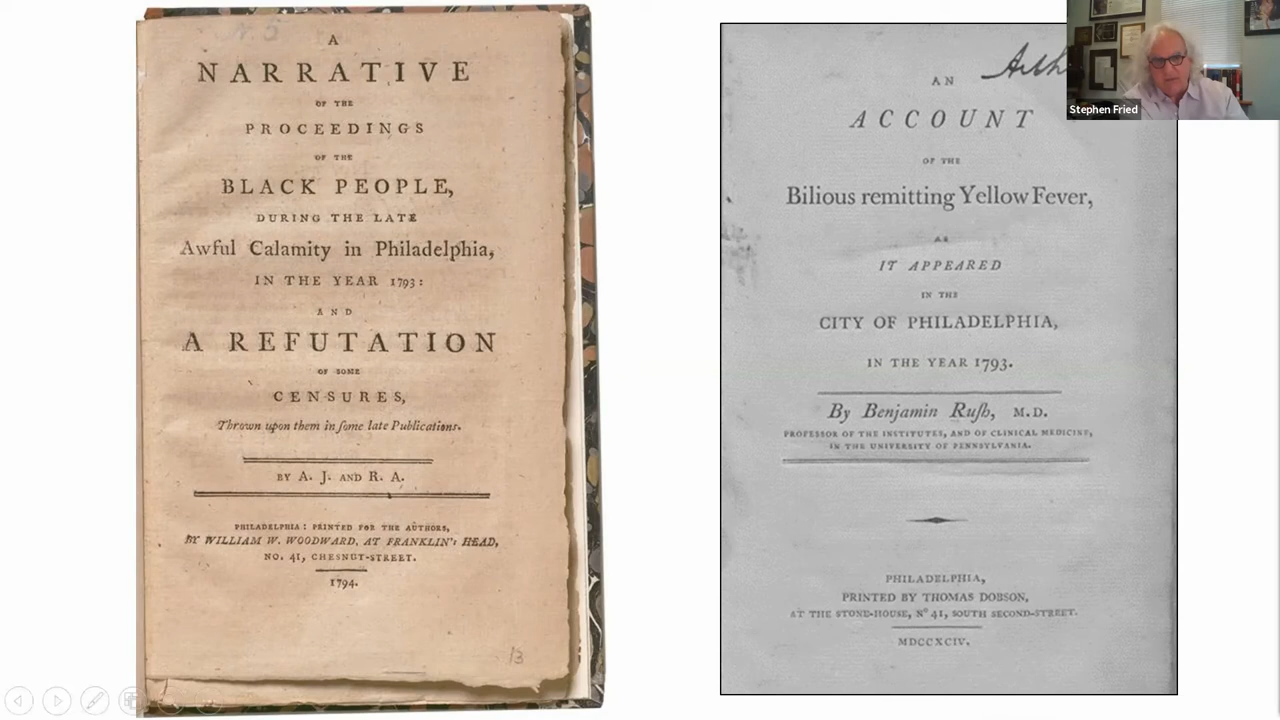 A
NARRATIVE
OF THE
PROCEEDINGS
OF THE
BLACK PEOPLE,
DURING THE LATE
Awful Calamity in Philadelphia,
IN THE YEAR 1793:
AND
A REFUTATION
OF SOME
CENSURES,
Thrown upon them in ſome late Publications.
BY A. J. AND R. A.
PHILADELPHIA: PRINTED FOR THE AUTHORS,
BY WILLIAM W. WOODWARD, AT FRANKLIN's HEAD,
NO. 41, CHESNUT-STREET.
1794.
13
AN
ACCOUNT
OF THE
Bilious remitting Yellow Fever,
AS
IT APPEARED
IN THE
CITY OF PHILADELPHIA,
IN THE YEAR 1793.
By Benjamin Ruſh, M.D.
PROFESSOR OF THE INSTITUTES, AND OF CLINICAL MEDICINE,
IN THE UNIVERSITY OF PENNSYLVANIA.
PHILADELPHIA,
PRINTED BY THOMAS DOBSON,
AT THE STONE-HOUSE, No 41, SOUTH SECOND-STREET.
MDCCXCIV.
Stephen Fried